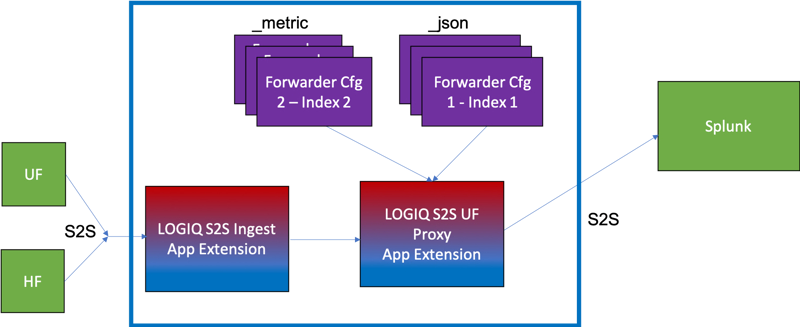 _metric
_json
Forwarder Cfg
2 – Index 2
Forwarder Cfg
1 - Index 1
Splunk
UF
S2S
HF
LOGIQ S2S Ingest
App Extension
LOGIQ S2S UF
Proxy
App Extension
S2S